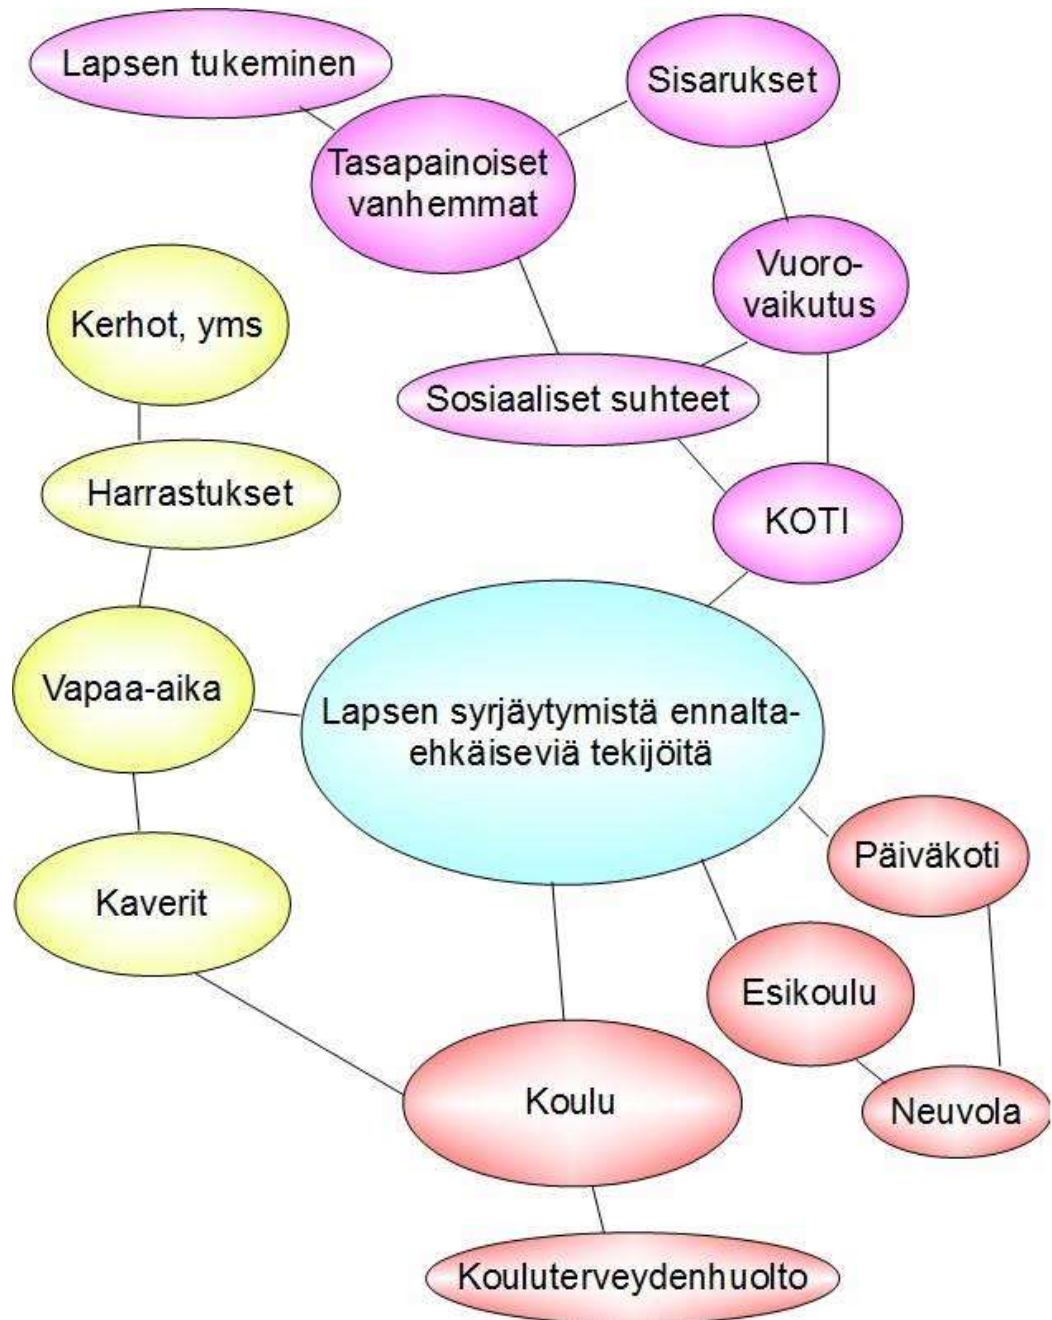 Lapsen tukeminen
Sisarukset
Tasapainoiset
vanhemmat
Vuoro-
vaikutus
Kerhot, yms
Sosiaaliset suhteet
Harrastukset
KOTI
Vapaa-aika
Lapsen syrjäytymistä ennalta-
ehkäiseviä tekijöitä
Päiväkoti
Kaverit
Esikoulu
Koulu
Neuvola
Kouluterveydenhuolto